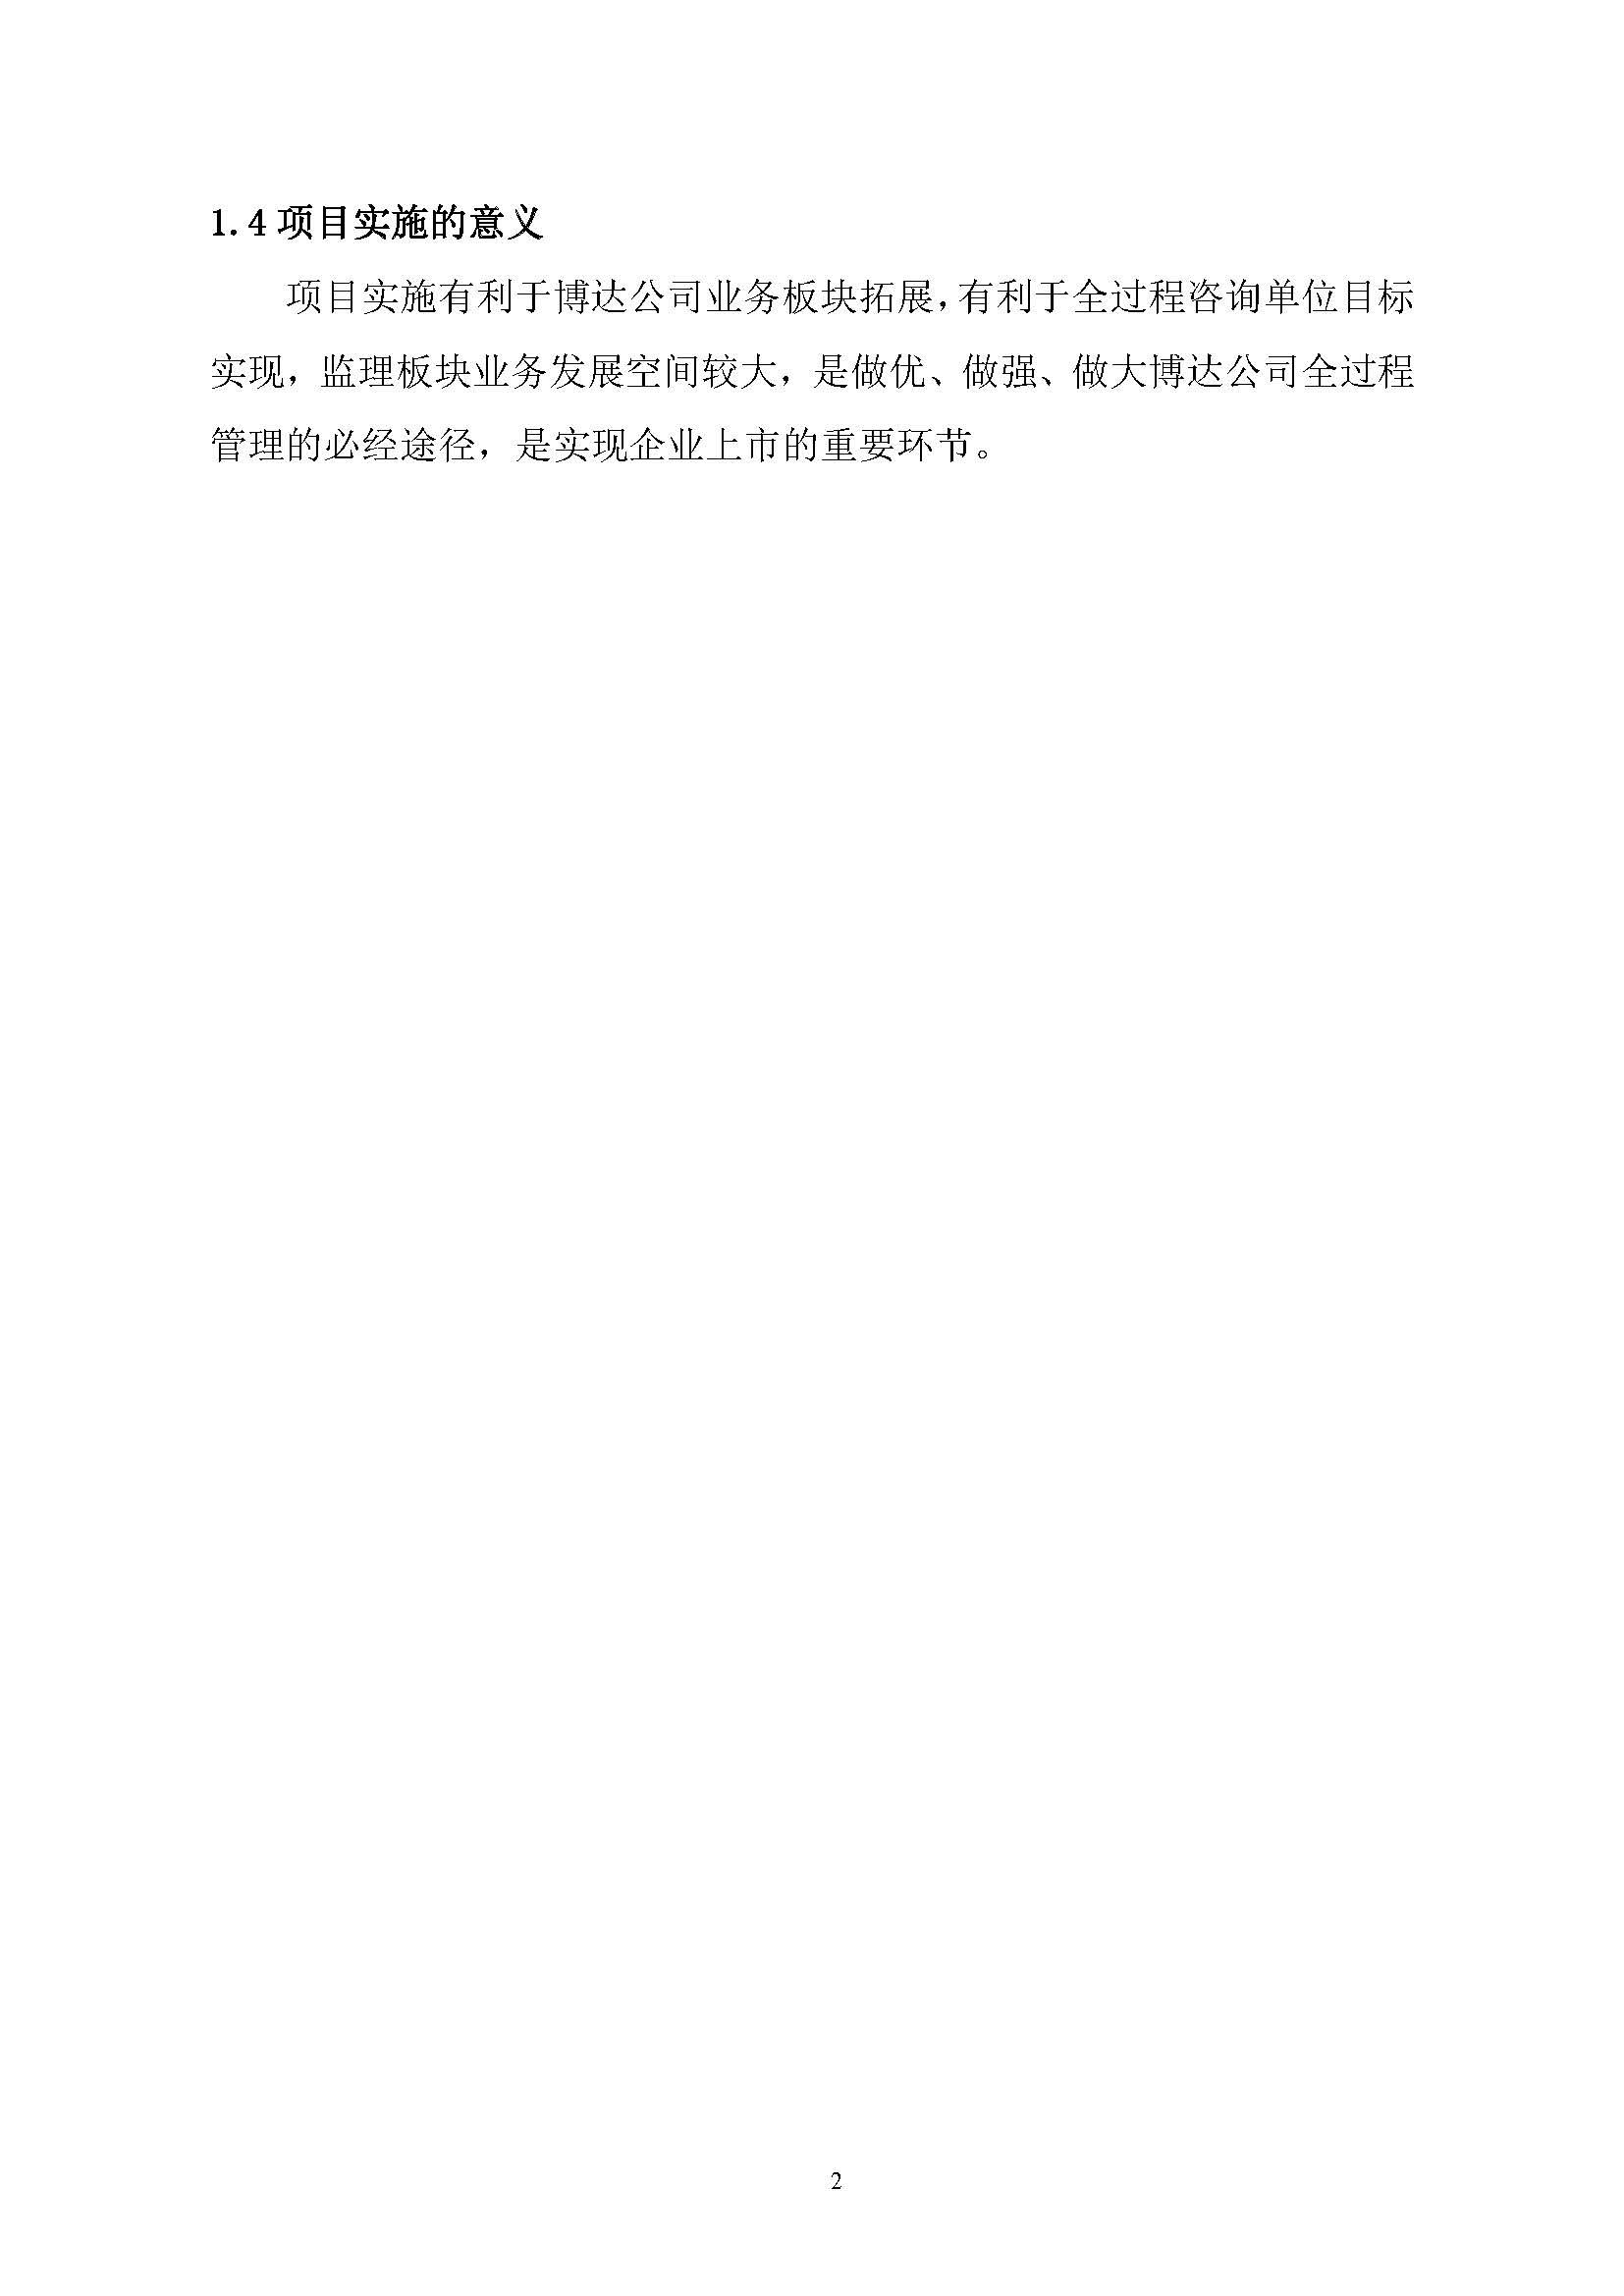 1.4 项目实施的意义
项目实施有利于博达公司业务板块拓展，有利于全过程咨询单位目标
实现，监理板块业务发展空间较大，是做优、做强、做大博达公司全过程
管理的必经途径，是实现企业上市的重要环节。
2